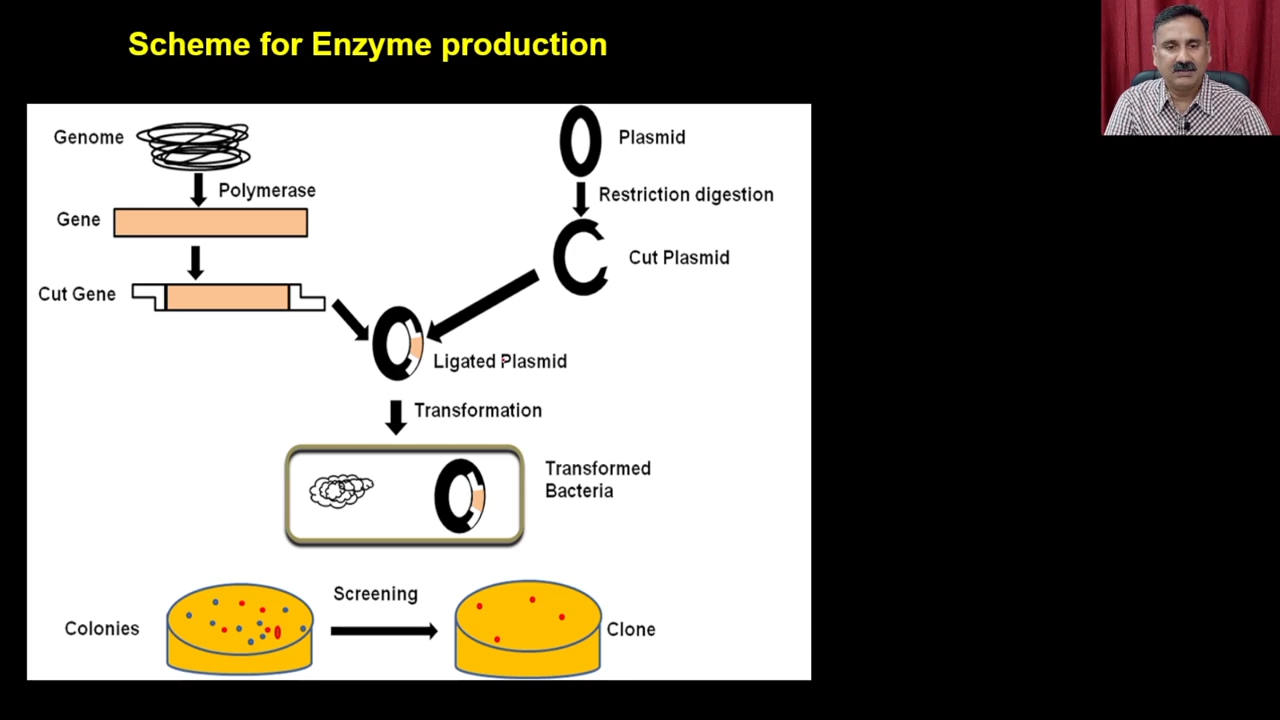 Scheme for Enzyme production
Genome
Plasmid
Polymerase
Restriction digestion
Gene
Cut Plasmid
Cut Gene
Ligated Plasmid
Transformation
Transformed
Bacteria
Screening
Colonies
Clone